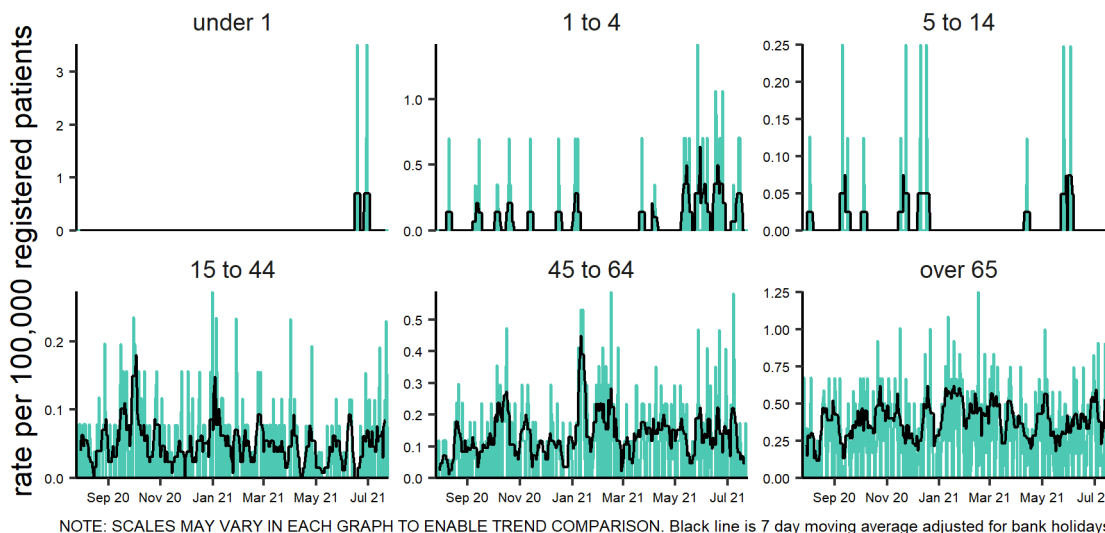 rate per 100,000 registered patients
under 1
1 to 4
5 to 14
3
2
1
0
1.0
0.5
0.0
0.25
0.20
0.15
0.10
0.05
0.00
15 to 44
45 to 64
over 65
0.2
0.1
0.0
0.5
0.4
0.3
0.2
0.1
0.0
1.25
1.00
0.75
0.50
0.25
0.00
Sep 20 Nov 20 Jan 21 Mar 21 May 21 Jul 21
Sep 20 Nov 20 Jan 21 Mar 21 May 21 Jul 21
Sep 20 Nov 20 Jan 21 Mar 21 May 21 Jul 21
NOTE: SCALES MAY VARY IN EACH GRAPH TO ENABLE TREND COMPARISON. Black line is 7 day moving average adjusted for bank holidays